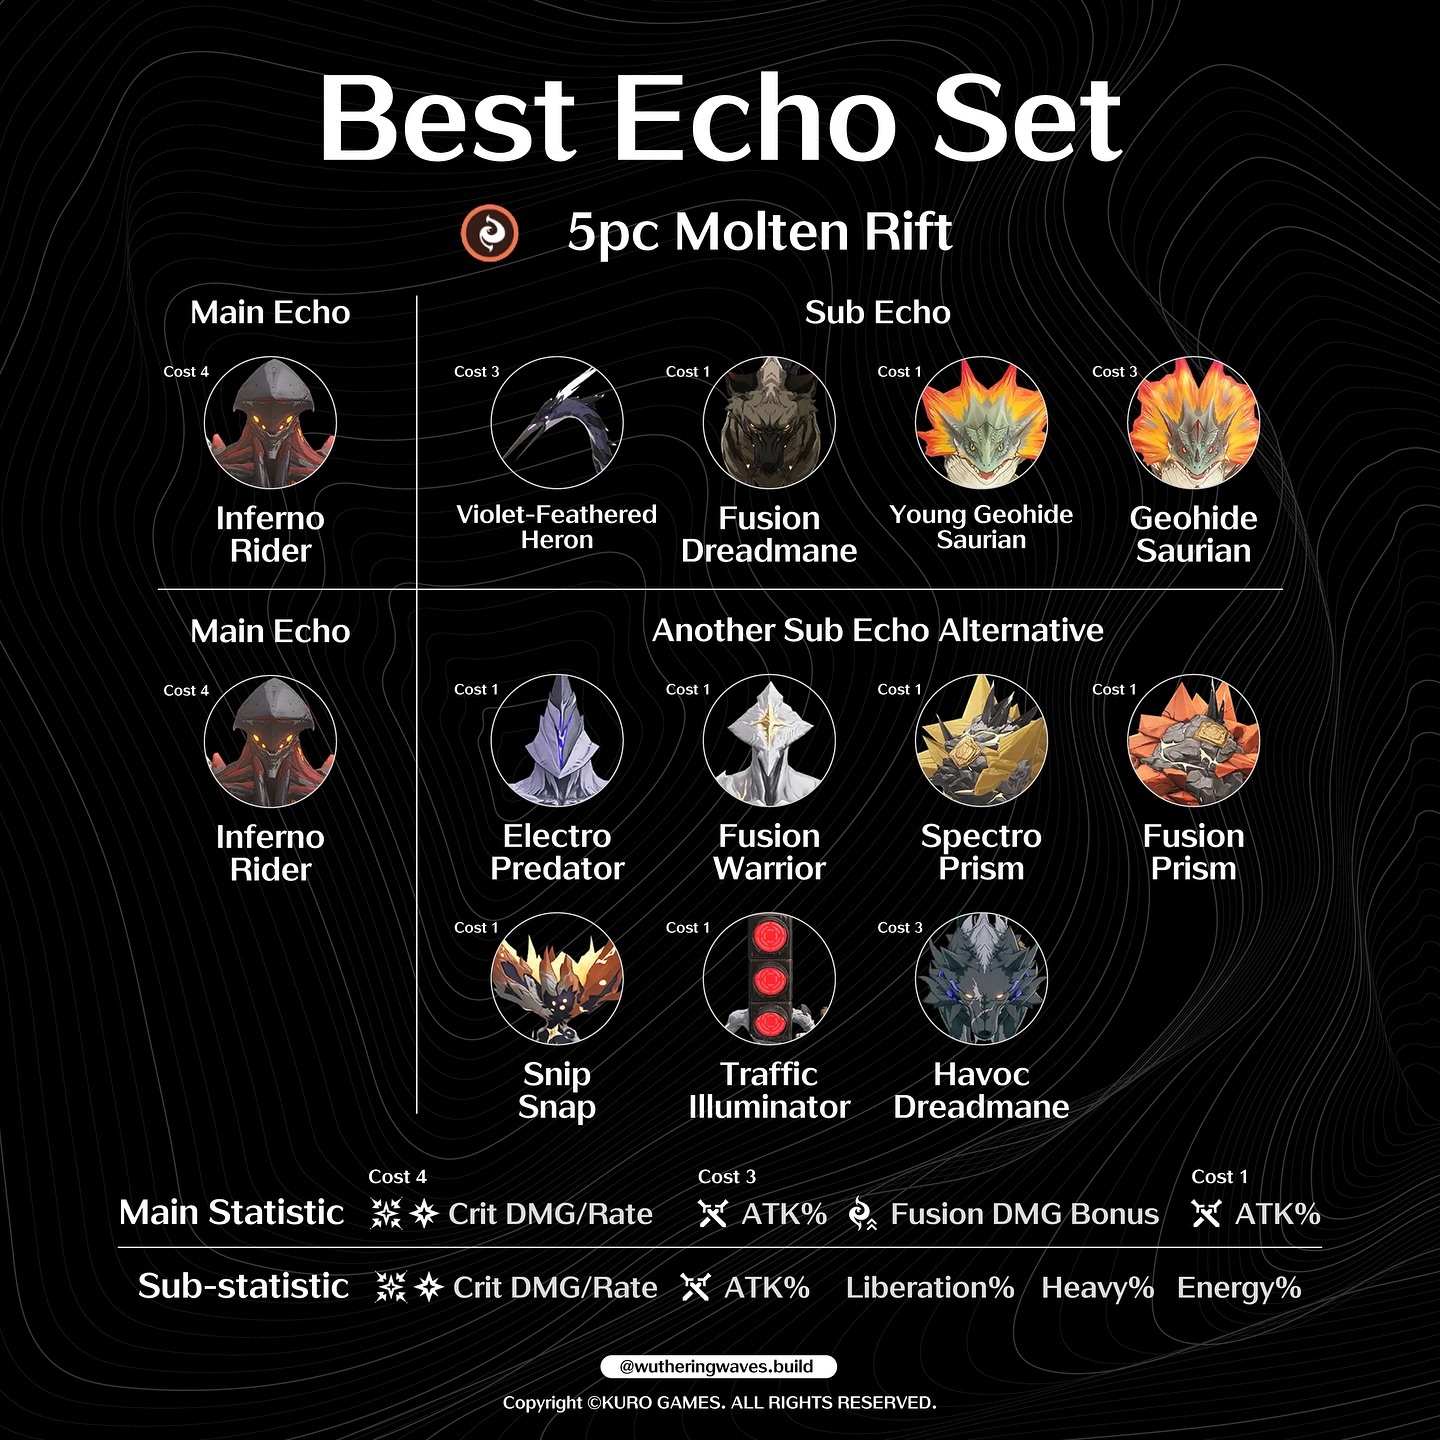 Best Echo Set
5pc Molten Rift
Main Echo
Sub Echo
Cost 4
Cost 3
Cost 1
Cost 1
Cost 3
Inferno
Rider
Violet-Feathered
Heron
Fusion
Dreadmane
Young Geohide
Saurian
Geohide
Saurian
Main Echo
Another Sub Echo Alternative
Cost 4
Cost 1
Cost 1
Cost 1
Cost 1
Inferno
Rider
Electro
Predator
Fusion
Warrior
Spectro
Prism
Fusion
Prism
Cost 1
Cost 1
Cost 3
Snip
Snap
Traffic
Illuminator
Havoc
Dreadmane
Cost 4
Cost 3
Cost 1
Main Statistic Crit DMG/Rate ATK% Fusion DMG Bonus ATK%
Sub-statistic Crit DMG/Rate ATK% Liberation% Heavy% Energy%
@wutheringwaves.build
Copyright ©KURO GAMES. ALL RIGHTS RESERVED.